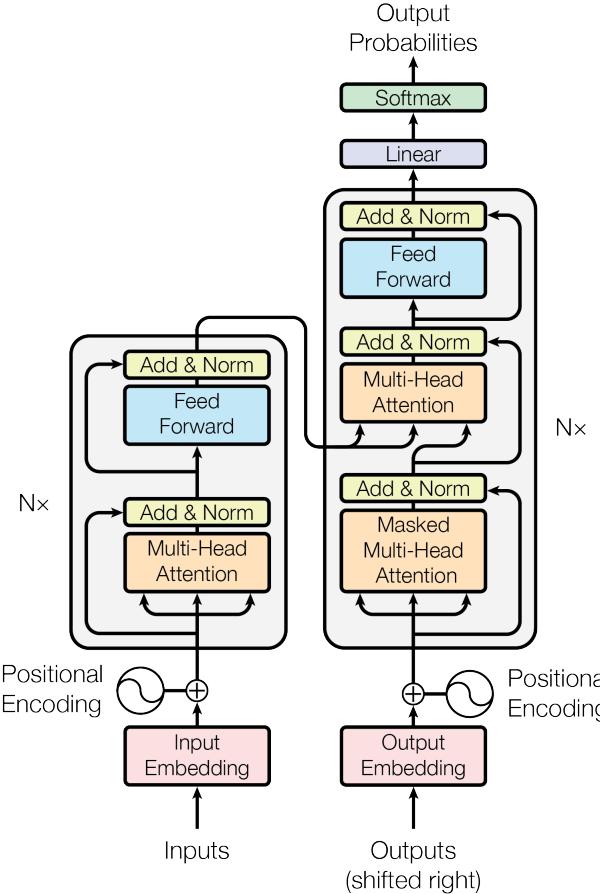 Output
Probabilities
Softmax
Linear
Add & Norm
Feed
Forward
Add & Norm
Multi-Head
Attention
Add & Norm
Masked
Multi-Head
Attention
Nx
Add & Norm
Feed
Forward
Add & Norm
Multi-Head
Attention
Nx
Positional
Encoding
Positiona
Encoding
Input
Embedding
Output
Embedding
Inputs
Outputs
(shifted right)